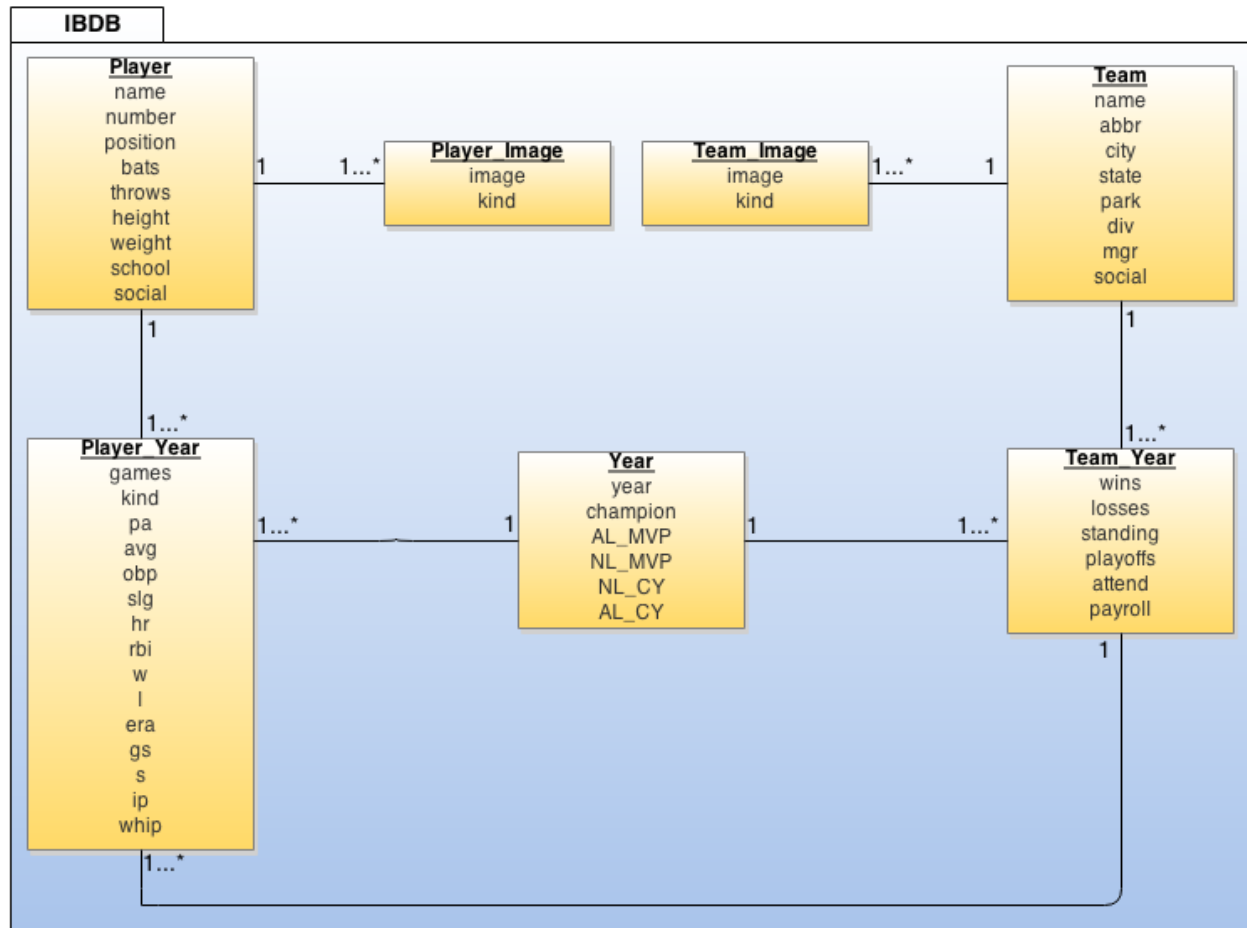 IBDB
Player
name
number
position
bats
throws
height
weight
school
social
1
1...*
Player_Image
image
kind
Team_Image
image
kind
1...*
1
Team
name
abbr
city
state
park
div
mgr
social
1
1...*
1
1...*
Player_Year
games
kind
pa
avg
obp
slg
hr
rbi
w
l
era
gs
s
ip
whip
1...*
1
Year
year
champion
AL_MVP
NL_MVP
NL_CY
AL_CY
1
1...*
Team_Year
wins
losses
standing
playoffs
attend
payroll
1
1...*